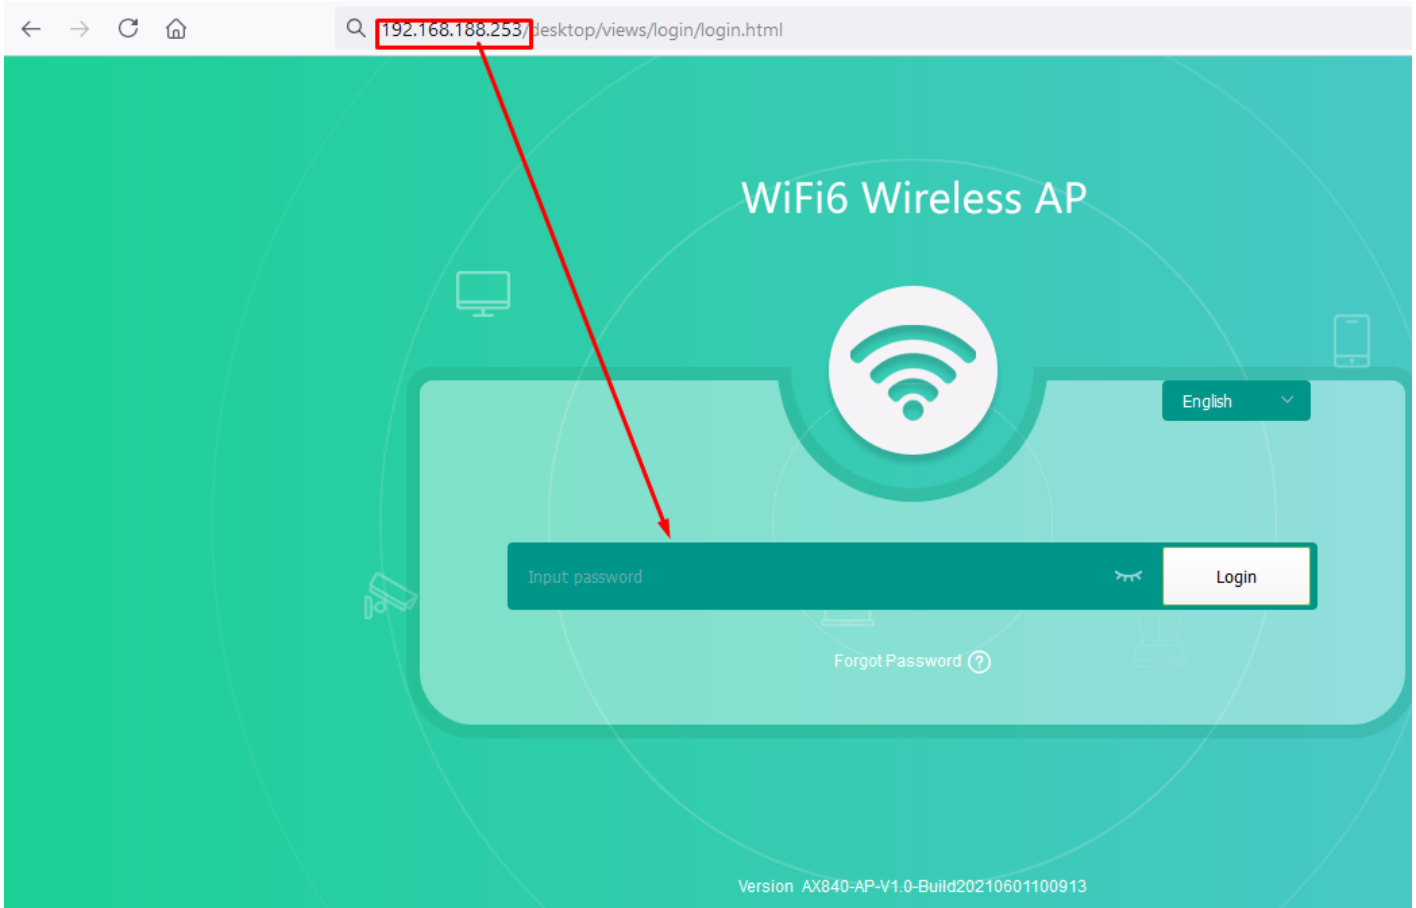 192.168.188.253/desktop/views/login/login.html
WiFi6 Wireless AP
English
Input password
Login
Forgot Password ?
Version AX840-AP-V1.0-Build20210601100913